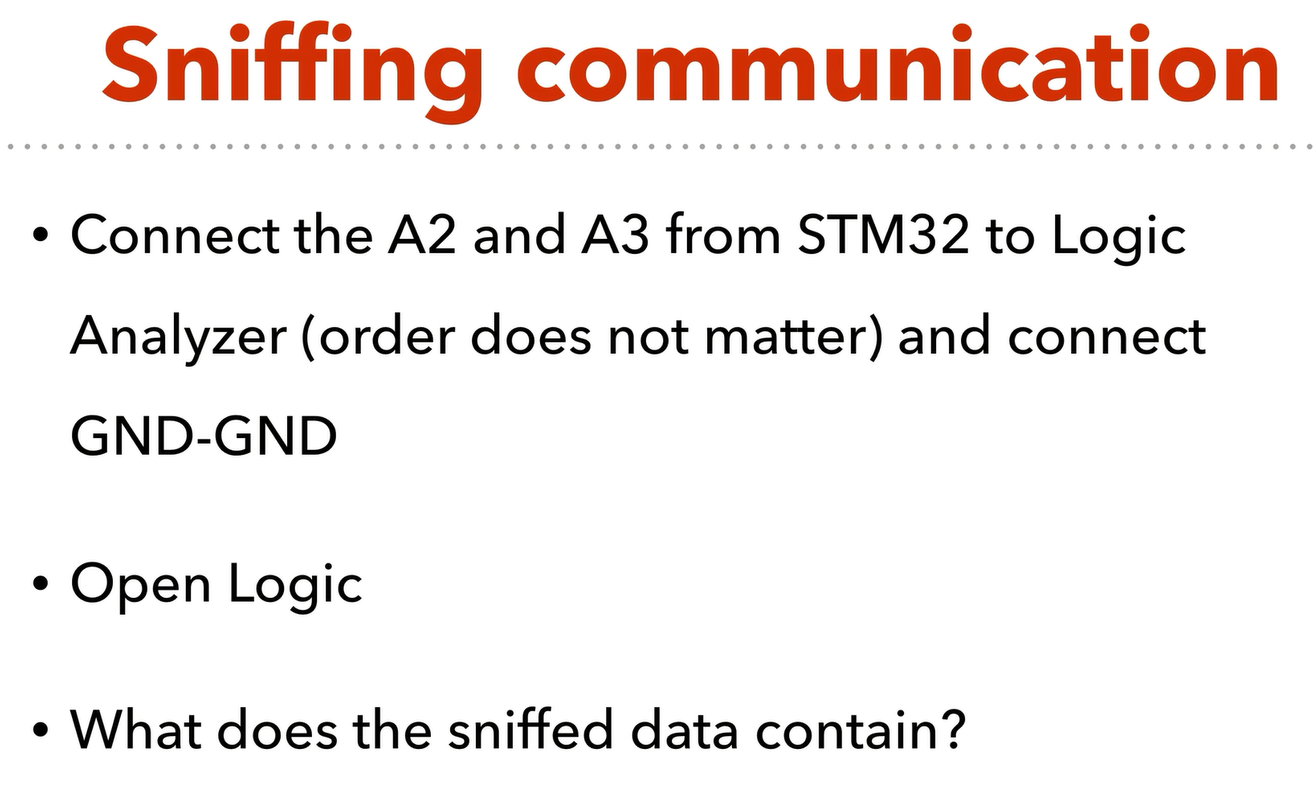 Sniffing communication
• Connect the A2 and A3 from STM32 to Logic
Analyzer (order does not matter) and connect
GND-GND
• Open Logic
• What does the sniffed data contain?